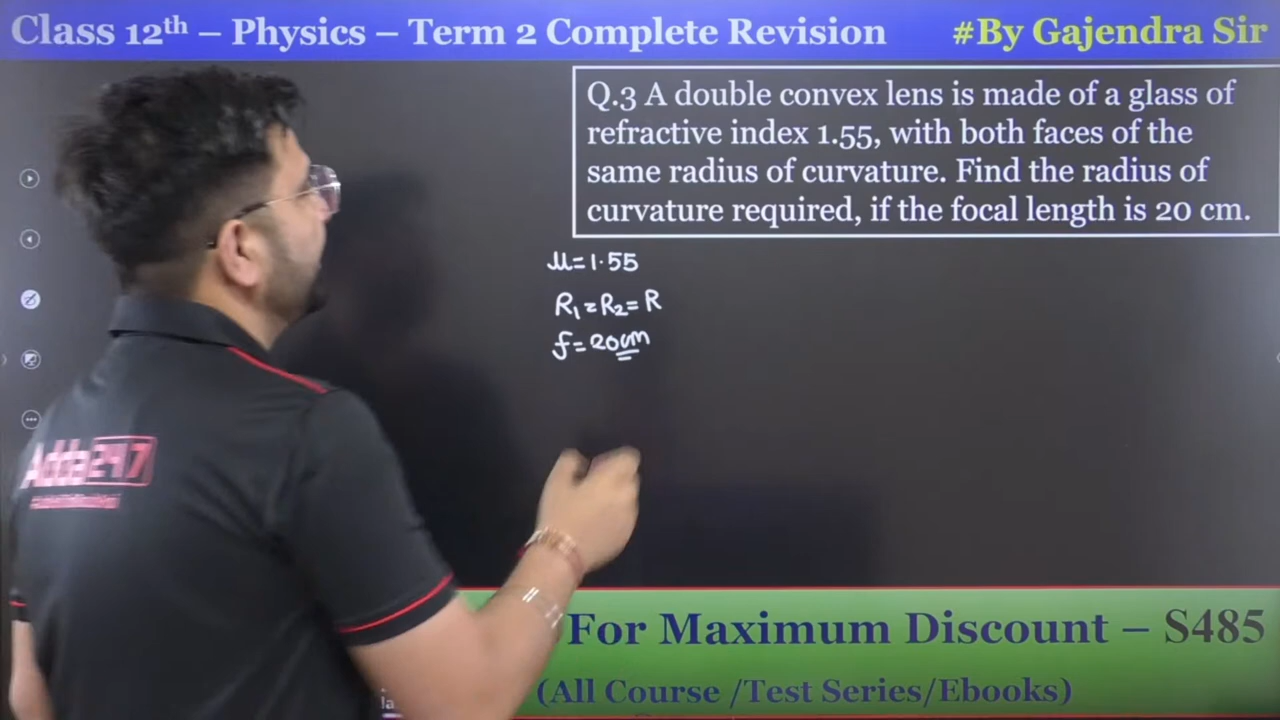 Class 12th – Physics – Term 2 Complete Revision #By Gajendra Sir
Q.3 A double convex lens is made of a glass of
refractive index 1.55, with both faces of the
same radius of curvature. Find the radius of
curvature required, if the focal length is 20 cm.
μ=1.55
R₁=R₂=R
f=20cm
Adda247
For Maximum Discount – S485
(All Course /Test Series/Ebooks)